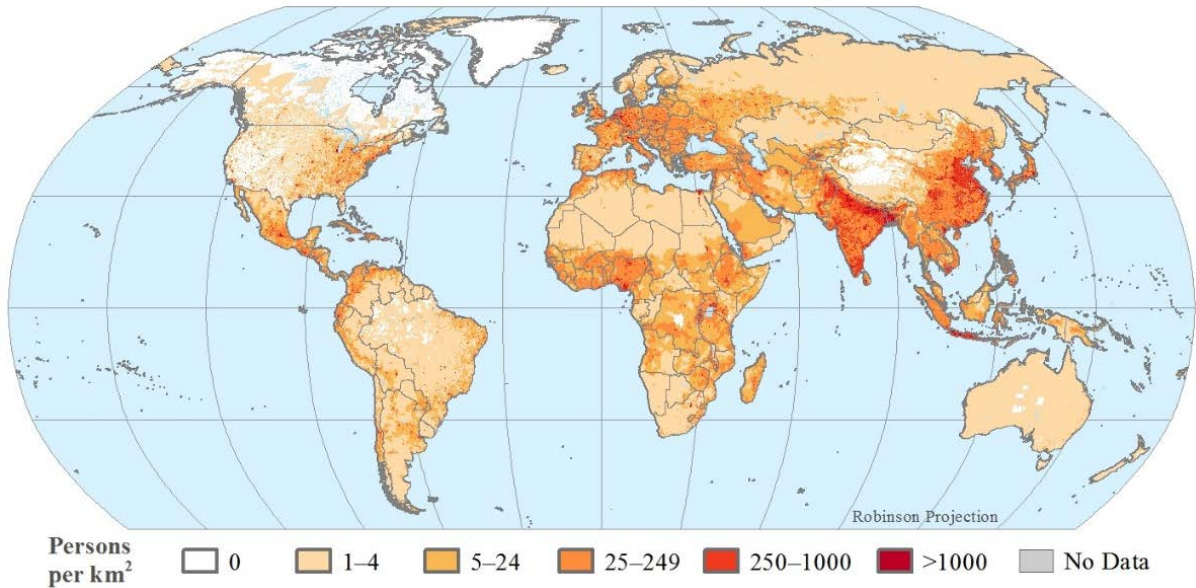 Robinson Projection
Persons
per km²
0
1–4
5–24
25–249
250–1000
>1000
No Data